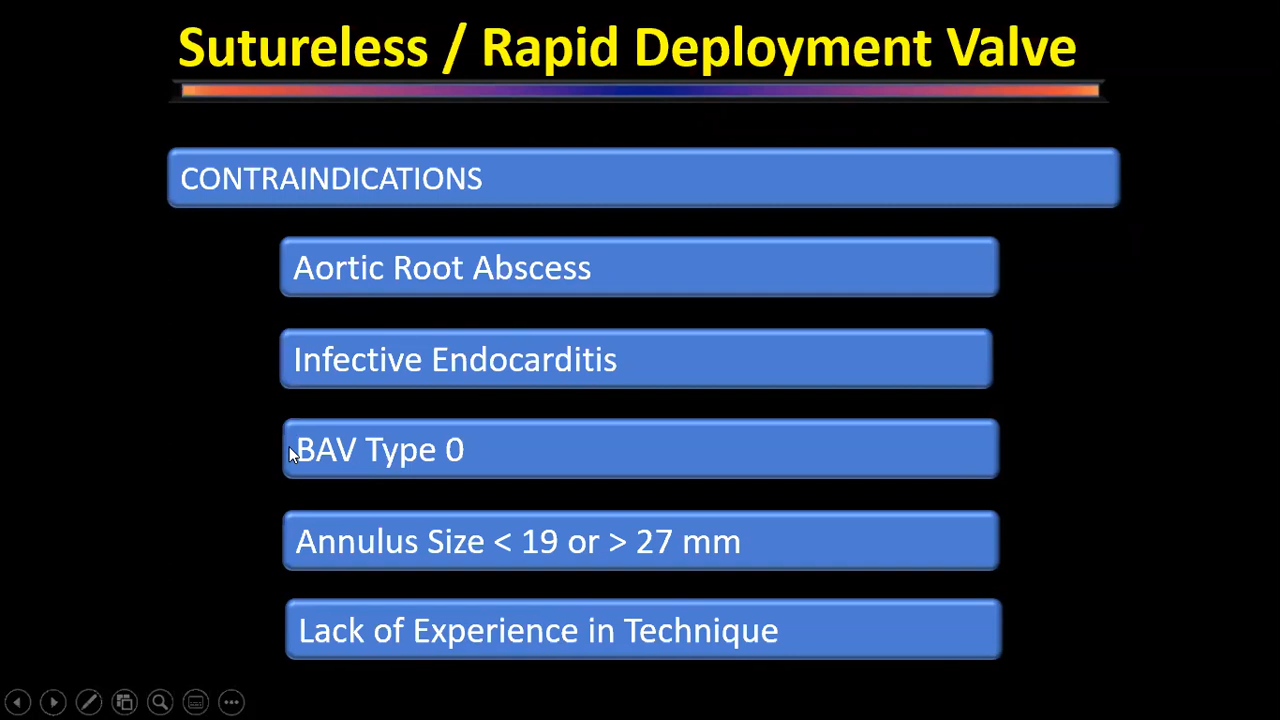 Sutureless / Rapid Deployment Valve
CONTRAINDICATIONS
Aortic Root Abscess
Infective Endocarditis
BAV Type 0
Annulus Size < 19 or > 27 mm
Lack of Experience in Technique